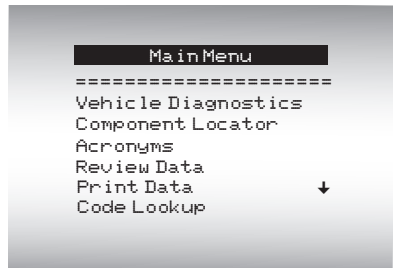 Main Menu
=====================
Vehicle Diagnostics
Component Locator
Acronyms
Review Data
Print Data ↓
Code Lookup